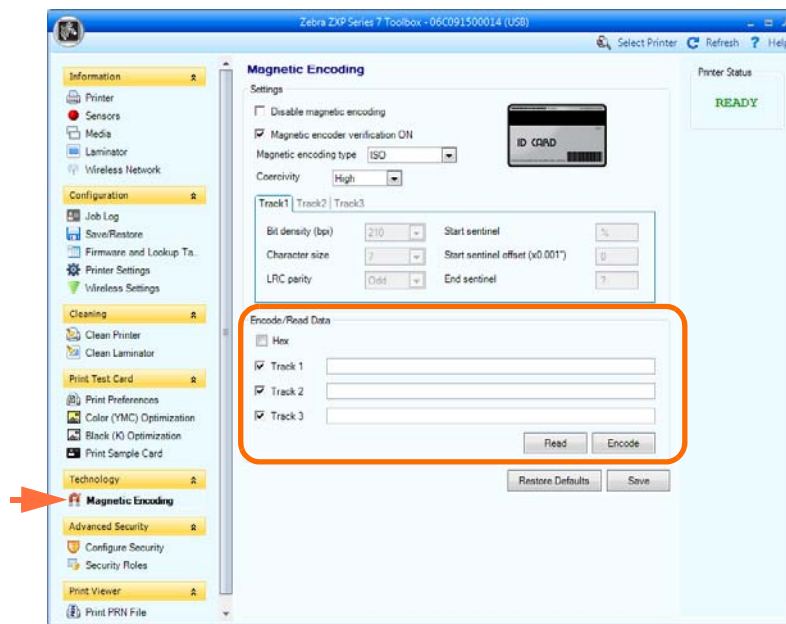 Zebra ZXP Series 7 Toolbox - 06C091500014 (USB)
Select Printer Refresh ? Help
Information
Printer
Sensors
Media
Laminator
Wireless Network
Configuration
Job Log
Save/Restore
Firmware and Lookup Ta..
Printer Settings
Wireless Settings
Cleaning
Clean Printer
Clean Laminator
Print Test Card
Print Preferences
Color (YMC) Optimization
Black (K) Optimization
Print Sample Card
Technology
Magnetic Encoding
Advanced Security
Configure Security
Security Roles
Print Viewer
Print PRN File
Magnetic Encoding
Settings
Disable magnetic encoding
Magnetic encoder verification ON
Magnetic encoding type ISO
Coercivity High
ID CARD
Track1 Track2 Track3
Bit density (bpi) 210 Start sentinel %
Character size 7 Start sentinel offset (x0.001") 0
LRC parity Odd End sentinel ?
Encode/Read Data
Hex
Track 1
Track 2
Track 3
Read Encode
Restore Defaults Save
Printer Status
READY